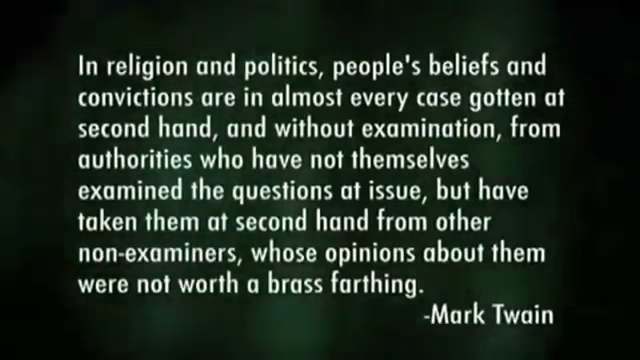 In religion and politics, people's beliefs and
convictions are in almost every case gotten at
second hand, and without examination, from
authorities who have not themselves
examined the questions at issue, but have
taken them at second hand from other
non-examiners, whose opinions about them
were not worth a brass farthing.
-Mark Twain